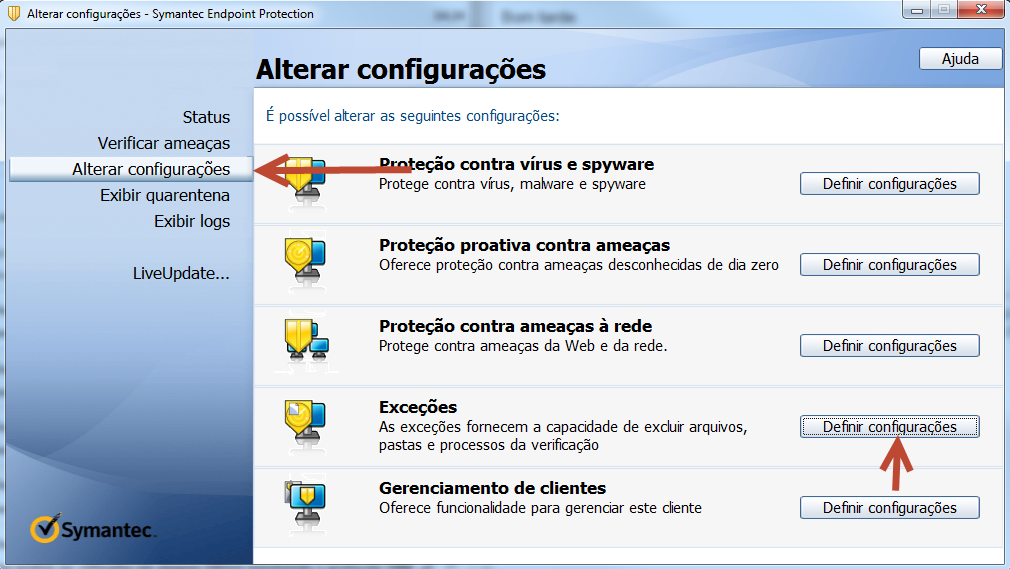 Alterar configurações - Symantec Endpoint Protection
Alterar configurações
Ajuda
Status
Verificar ameaças
Alterar configurações
Exibir quarentena
Exibir logs
LiveUpdate...
É possível alterar as seguintes configurações:
Proteção contra vírus e spyware
Protege contra vírus, malware e spyware
Definir configurações
Proteção proativa contra ameaças
Oferece proteção contra ameaças desconhecidas de dia zero
Definir configurações
Proteção contra ameaças à rede
Protege contra ameaças da Web e da rede.
Definir configurações
Exceções
As exceções fornecem a capacidade de excluir arquivos,
pastas e processos da verificação
Definir configurações
Gerenciamento de clientes
Oferece funcionalidade para gerenciar este cliente
Definir configurações
Symantec.